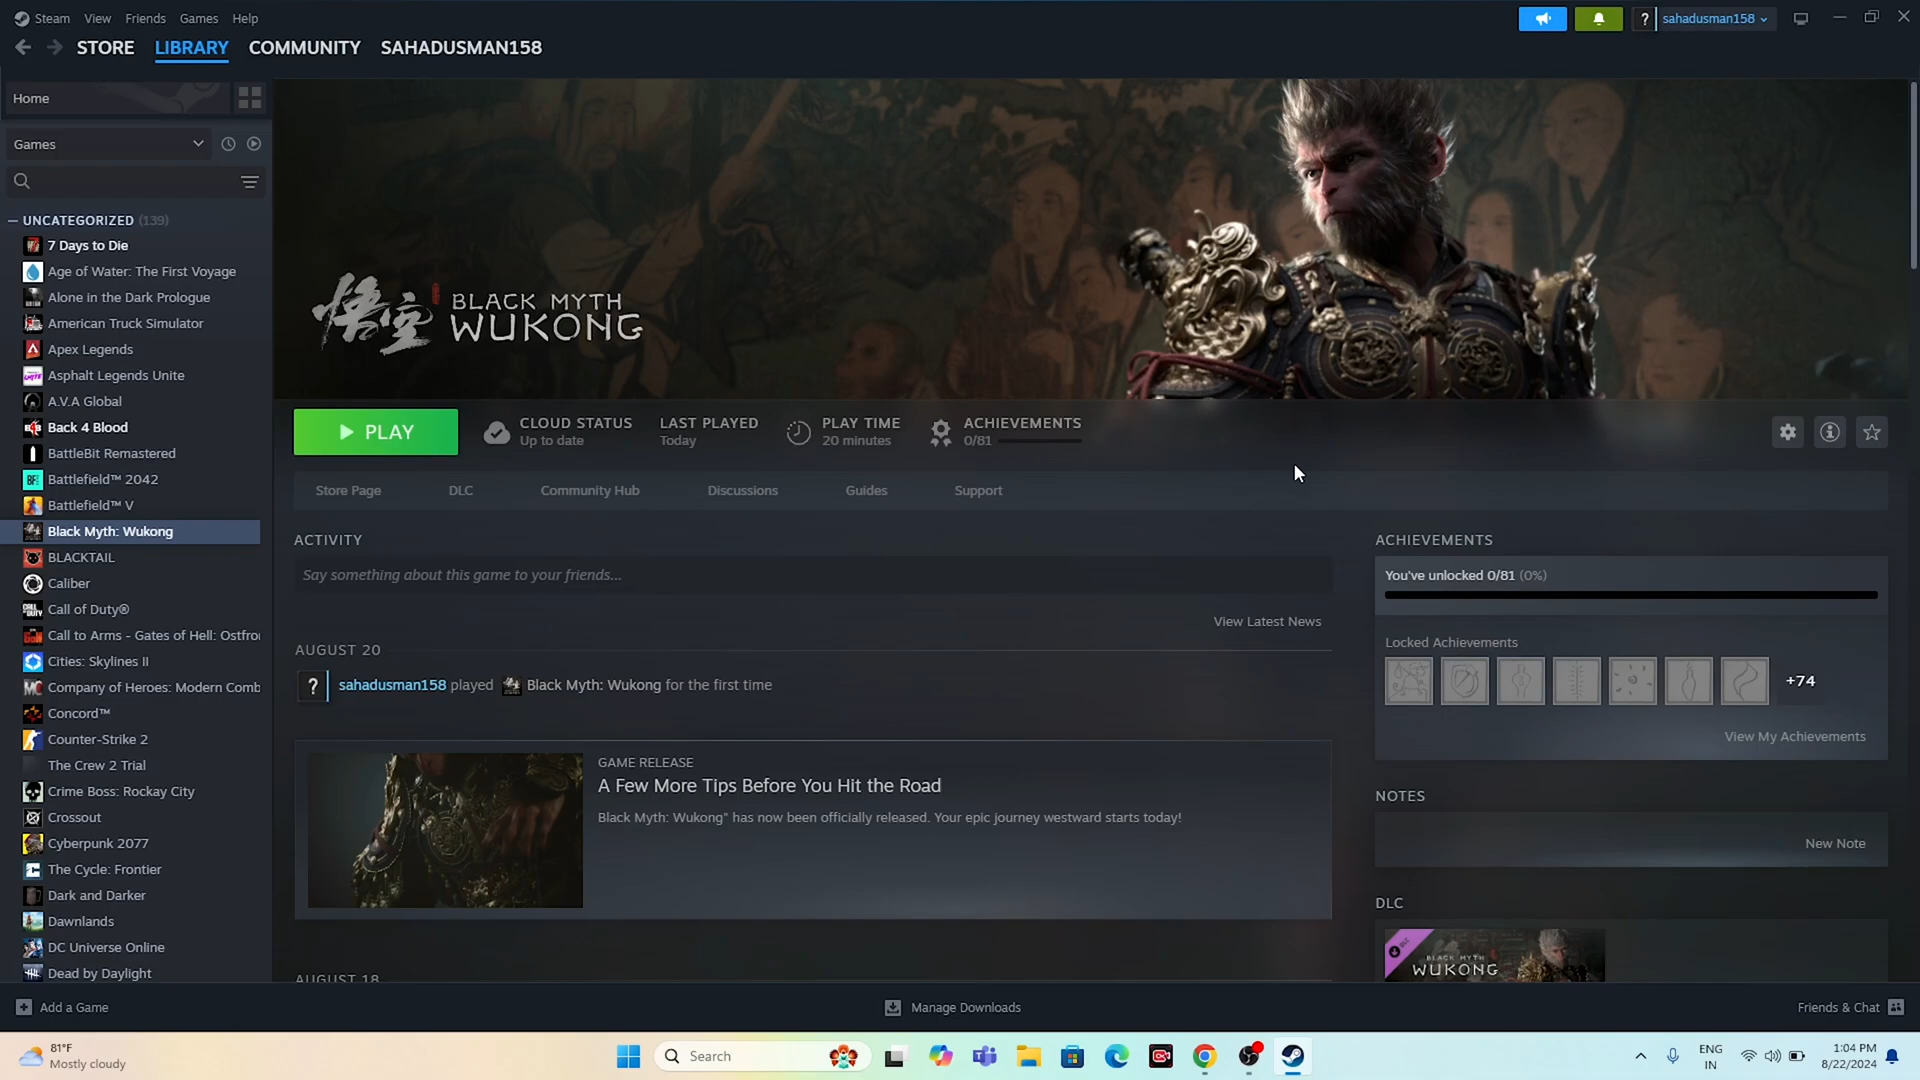 Steam View Friends Games Help
sahadusman158
STORE LIBRARY COMMUNITY SAHADUSMAN158
Home
Games
UNCATEGORIZED (139)
7 Days to Die
Age of Water: The First Voyage
Alone in the Dark Prologue
American Truck Simulator
Apex Legends
Asphalt Legends Unite
A.V.A Global
Back 4 Blood
BattleBit Remastered
Battlefield™ 2042
Battlefield™ V
Black Myth: Wukong
BLACKTAIL
Caliber
Call of Duty®
Call to Arms - Gates of Hell: Ostfro
Cities: Skylines II
Company of Heroes: Modern Comb
Concord™
Counter-Strike 2
The Crew 2 Trial
Crime Boss: Rockay City
Crossout
Cyberpunk 2077
The Cycle: Frontier
Dark and Darker
Dawnlands
DC Universe Online
Dead by Daylight
悟空 BLACK MYTH
WUKONG
PLAY
CLOUD STATUS
Up to date
LAST PLAYED
Today
PLAY TIME
20 minutes
ACHIEVEMENTS
0/81
Store Page DLC Community Hub Discussions Guides Support
ACTIVITY
Say something about this game to your friends...
View Latest News
AUGUST 20
? sahadusman158 played Black Myth: Wukong for the first time
GAME RELEASE
A Few More Tips Before You Hit the Road
Black Myth: Wukong" has now been officially released. Your epic journey westward starts today!
AUGUST 18
ACHIEVEMENTS
You've unlocked 0/81 (0%)
Locked Achievements
+74
View My Achievements
NOTES
New Note
DLC
DLC
BLACK MYTH
WUKONG
Add a Game
Manage Downloads
Friends & Chat
81°F
Mostly cloudy
Search
ENG
IN
1:04 PM
8/22/2024